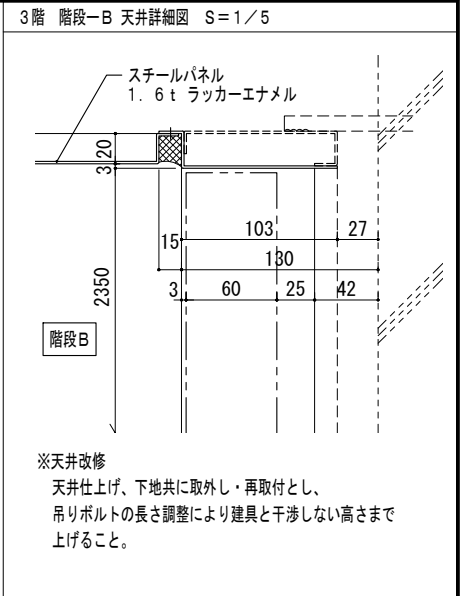 3階 階段－B 天井詳細図 S=1／5
スチールパネル
1．6t ラッカーエナメル
20
3
103
27
15
130
2350
3
60
25
42
階段B
※天井改修
天井仕上げ、下地共に取外し・再取付とし、
吊りボルトの長さ調整により建具と干渉しない高さまで
上げること。